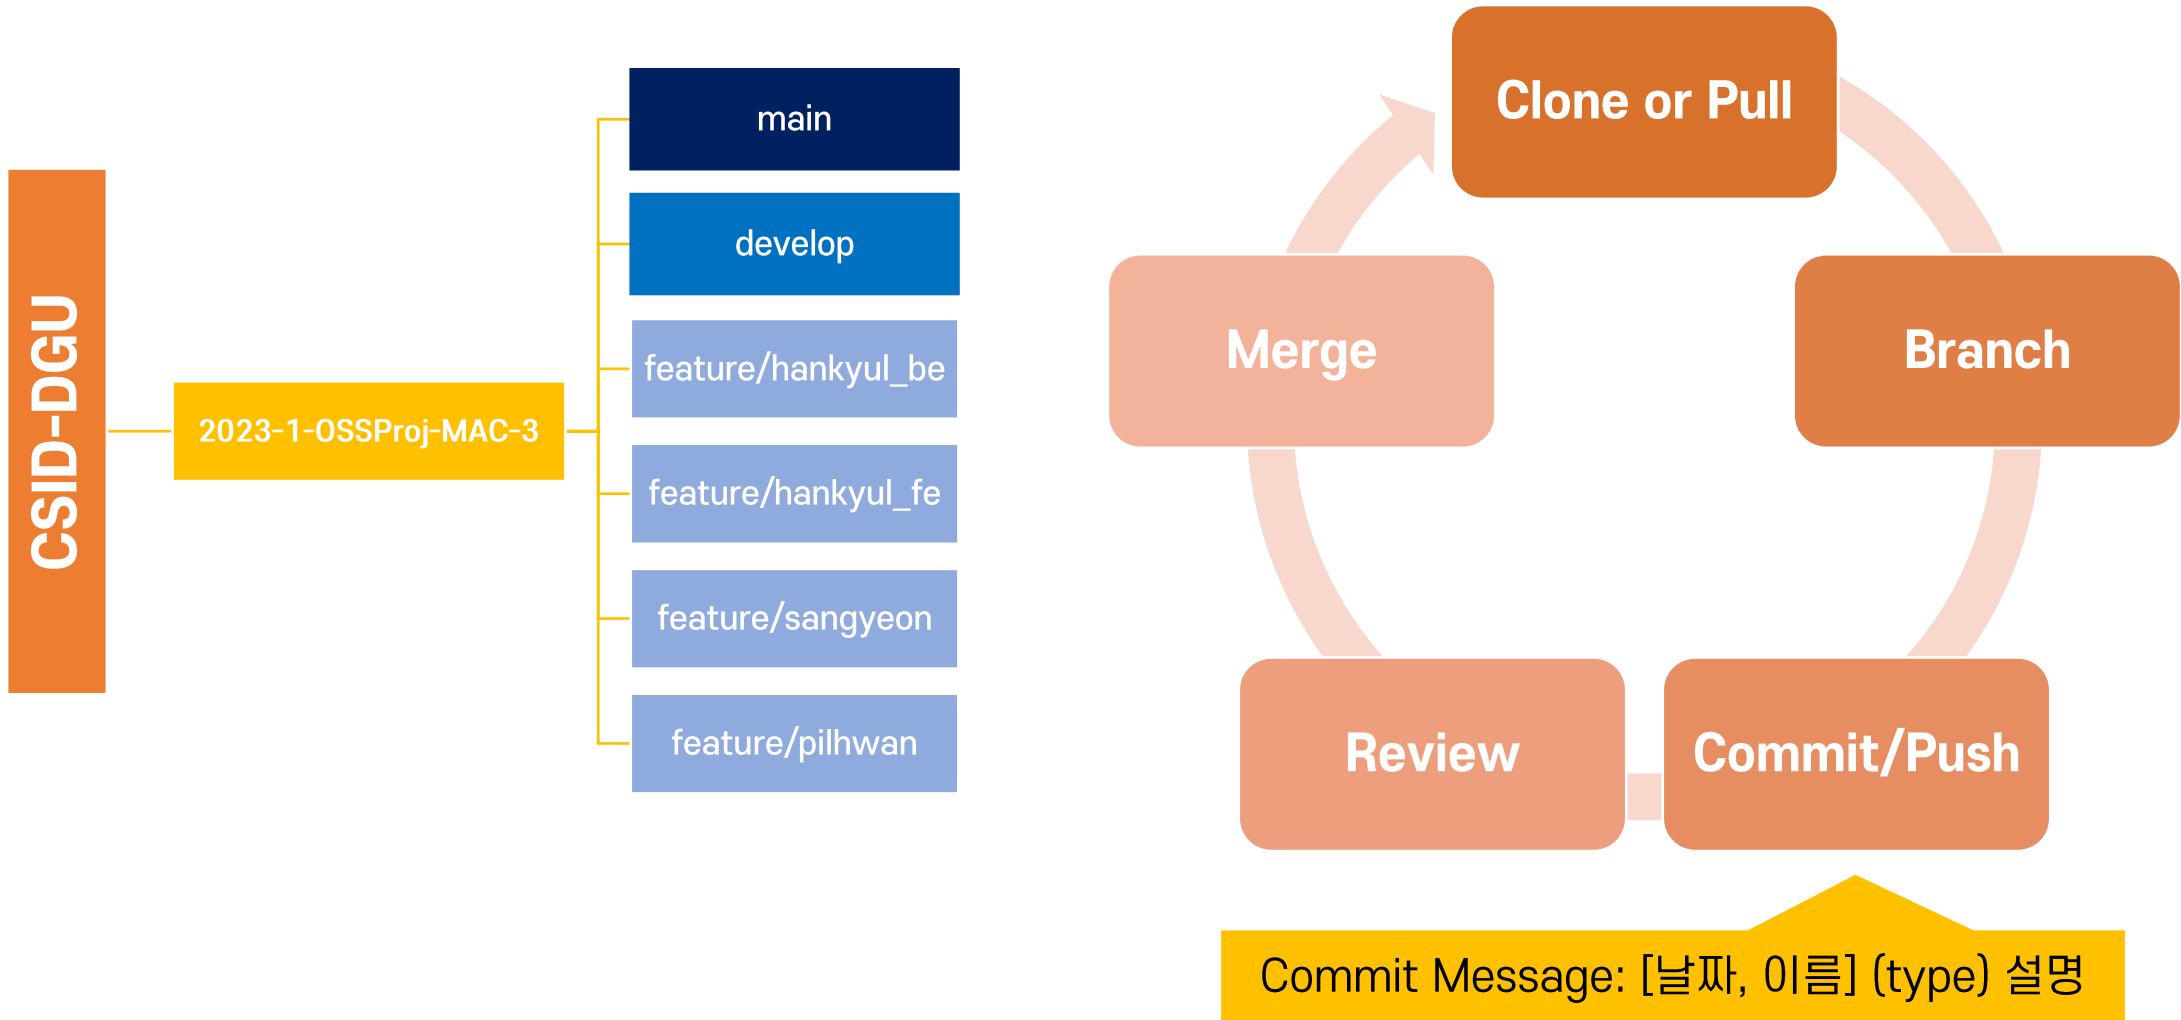 CSID-DGU
2023-1-OSSProj-MAC-3
main
develop
feature/hankyul_be
feature/hankyul_fe
feature/sangyeon
feature/pilhwan
Clone or Pull
Branch
Commit/Push
Review
Merge
Commit Message: [날짜, 이름] (type) 설명